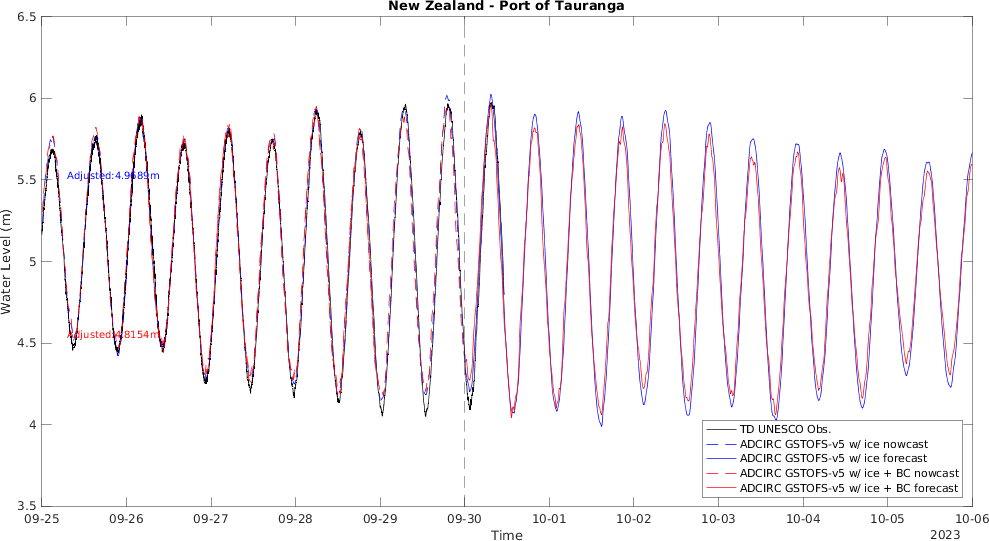 New Zealand - Port of Tauranga
6.5
6
5.5
5
4.5
4
3.5
Water Level (m)
Adjusted:4.9689m
Adjusted:4.8154m
TD UNESCO Obs.
ADCIRC GSTOFS-v5 w/ ice nowcast
ADCIRC GSTOFS-v5 w/ ice forecast
ADCIRC GSTOFS-v5 w/ ice + BC nowcast
ADCIRC GSTOFS-v5 w/ ice + BC forecast
09-25 09-26 09-27 09-28 09-29 09-30 10-01 10-02 10-03 10-04 10-05 10-06
Time
2023